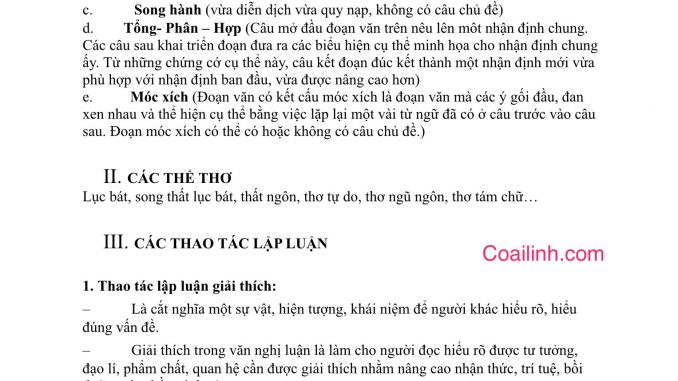 c. Song hành (vừa diễn dịch vừa quy nạp, không có câu chủ đề)
d. Tổng- Phân – Hợp (Câu mở đầu đoạn văn trên nêu lên môt nhận định chung.
Các câu sau khai triển đoạn đưa ra các biểu hiện cụ thể minh họa cho nhận định chung
ấy. Từ những chứng cớ cụ thể này, câu kết đoạn đúc kết thành một nhận định mới vừa
phù hợp với nhận định ban đầu, vừa được nâng cao hơn)
e. Móc xích (Đoạn văn có kết cấu móc xích là đoạn văn mà các ý gối đầu, đan
xen nhau và thể hiện cụ thể bằng việc lặp lại một vài từ ngữ đã có ở câu trước vào câu
sau. Đoạn móc xích có thể có hoặc không có câu chủ đề.)
II. CÁC THỂ THƠ
Lục bát, song thất lục bát, thất ngôn, thơ tự do, thơ ngũ ngôn, thơ tám chữ…
III. CÁC THAO TÁC LẬP LUẬN
Coailinh.com
1. Thao tác lập luận giải thích:
– Là cắt nghĩa một sự vật, hiện tượng, khái niệm để người khác hiểu rõ, hiểu
đúng vấn đề.
– Giải thích trong văn nghị luận là làm cho người đọc hiểu rõ được tư tưởng,
đạo lí, phẩm chất, quan hệ cần được giải thích nhằm nâng cao nhận thức, trí tuệ, bồi